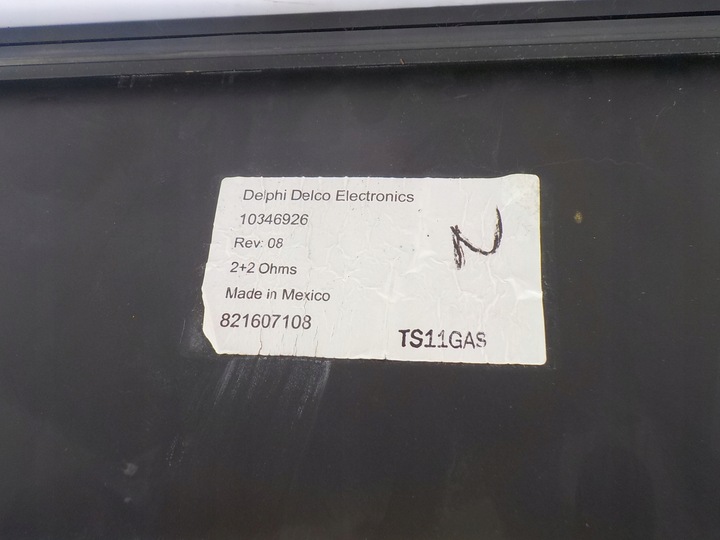 Delphi Delco Electronics
10346926
N
Rev: 08
2+2 Ohms
Made in Mexico
821607108
TS11GAS